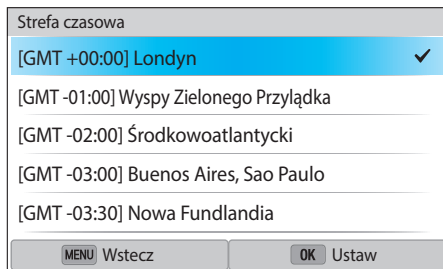 Strefa czasowa
[GMT +00:00] Londyn
[GMT -01:00] Wyspy Zielonego Przylądka
[GMT -02:00] Środkowoatlantycki
[GMT -03:00] Buenos Aires, Sao Paulo
[GMT -03:30] Nowa Fundlandia
MENU Wstecz OK Ustaw